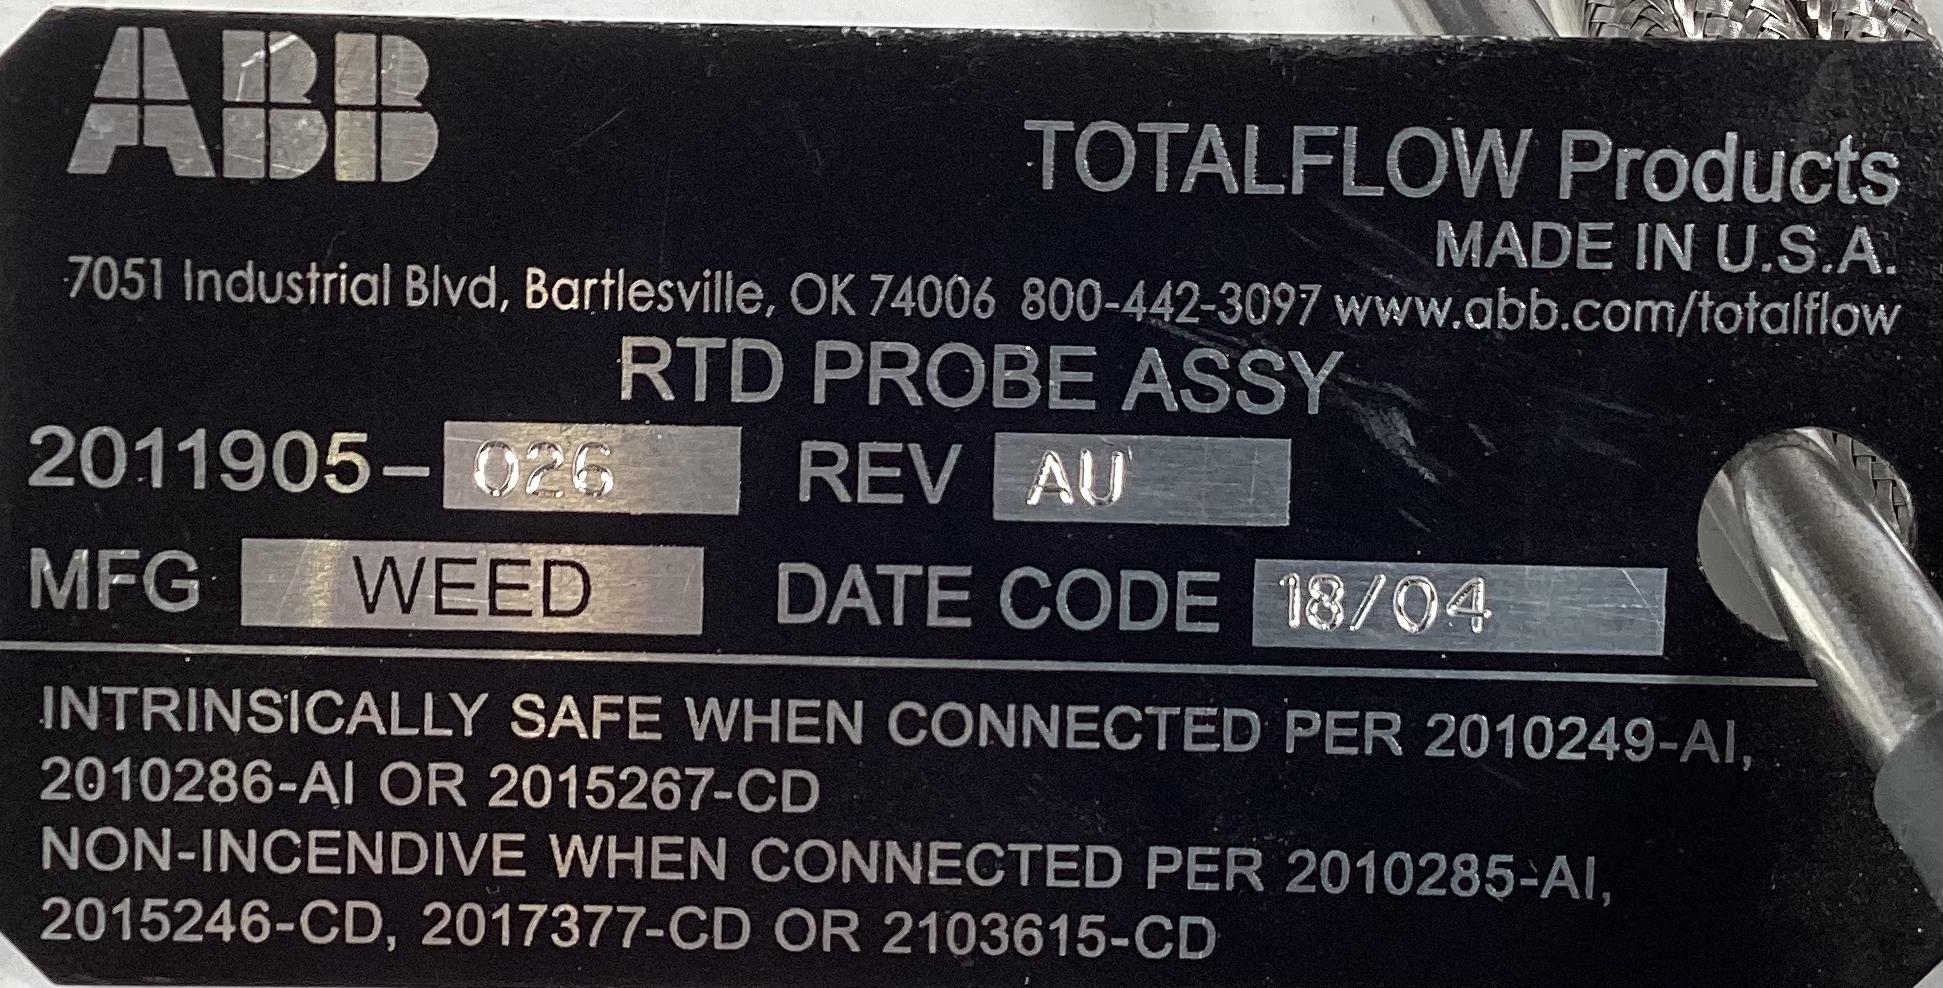 ABB
TOTALFLOW Products
MADE IN U.S.A.
7051 Industrial Blvd, Bartlesville, OK 74006 800-442-3097 www.abb.com/totalflow
RTD PROBE ASSY
2011905- 026 REV AU
MFG WEED DATE CODE 18/04
INTRINSICALLY SAFE WHEN CONNECTED PER 2010249-AI,
2010286-AI OR 2015267-CD
NON-INCENDIVE WHEN CONNECTED PER 2010285-AI,
2015246-CD, 2017377-CD OR 2103615-CD